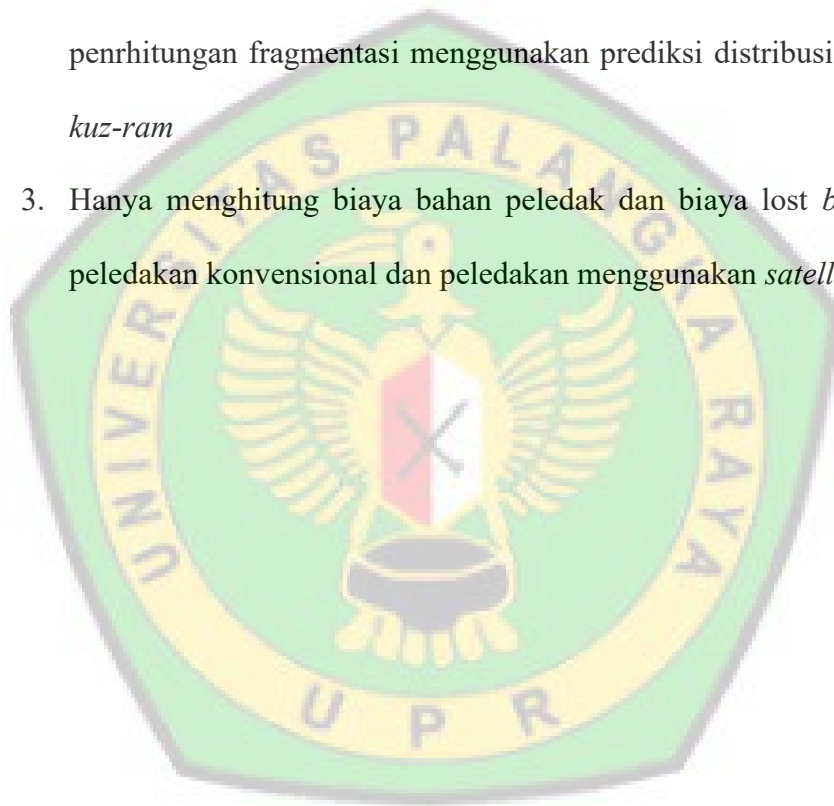 penrhitungan fragmentasi menggunakan prediksi distribusi
kuz-ram
3. Hanya menghitung biaya bahan peledak dan biaya lost b
peledakan konvensional dan peledakan menggunakan satell
UNIVERSITAS PALANGKA RAYA
UPR